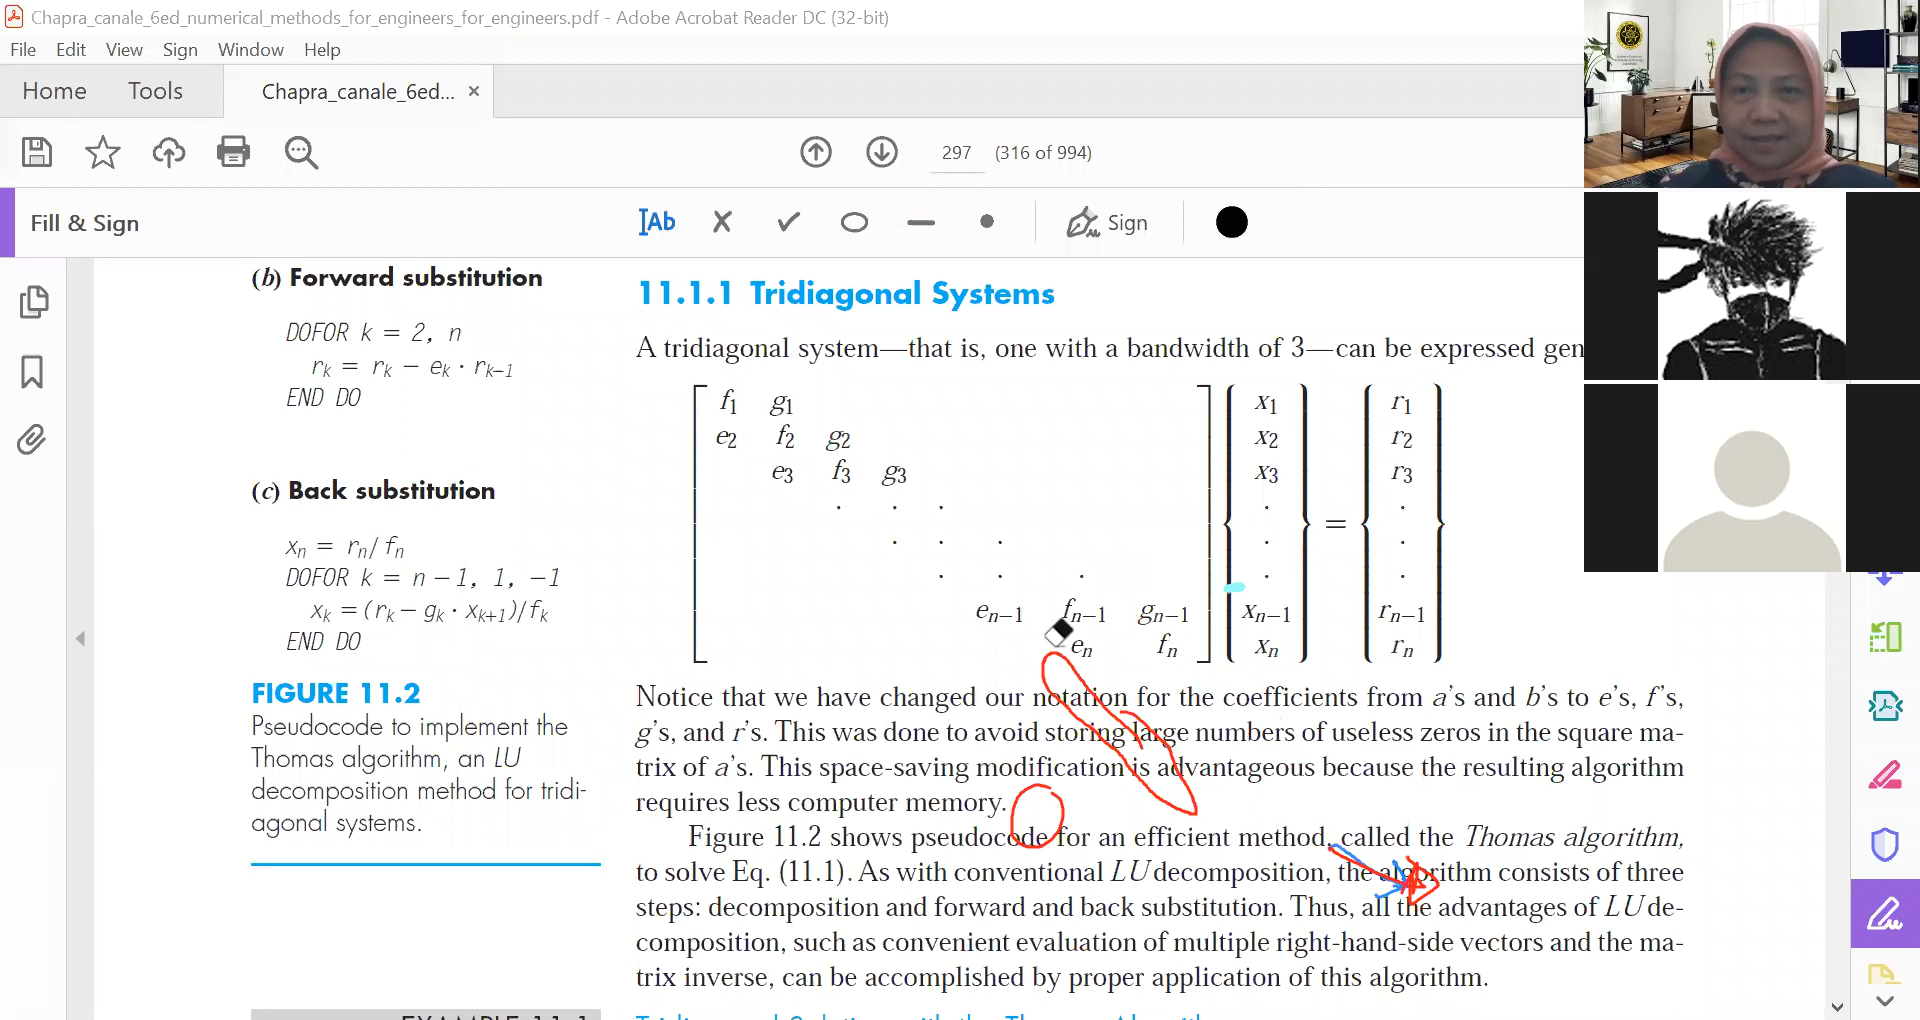 Chapra_canale_6ed_numerical_methods_for_engineers_for_engineers.pdf - Adobe Acrobat Reader DC (32-bit)
File Edit View Sign Window Help
Home Tools Chapra_canale_6ed... ×
297 (316 of 994)
Fill & Sign
Ab
Sign
(b) Forward substitution
DOFOR k = 2, n
r_k = r_k − e_k · r_{k−1}
END DO
(c) Back substitution
x_n = r_n / f_n
DOFOR k = n − 1, 1, −1
x_k = (r_k − g_k · x_{k+1}) / f_k
END DO
FIGURE 11.2
Pseudocode to implement the
Thomas algorithm, an LU
decomposition method for tridi-
agonal systems.
11.1.1 Tridiagonal Systems
A tridiagonal system—that is, one with a bandwidth of 3—can be expressed gen
f1 g1 x1 r1
e2 f2 g2 x2 r2
e3 f3 g3 x3 r3
. . . . .
. . . . = .
. . . . .
e_{n−1} f_{n−1} g_{n−1} x_{n−1} r_{n−1}
e_n f_n x_n r_n
Notice that we have changed our notation for the coefficients from a's and b's to e's, f's,
g's, and r's. This was done to avoid storing large numbers of useless zeros in the square ma-
trix of a's. This space-saving modification is advantageous because the resulting algorithm
requires less computer memory.
Figure 11.2 shows pseudocode for an efficient method, called the Thomas algorithm,
to solve Eq. (11.1). As with conventional LU decomposition, the algorithm consists of three
steps: decomposition and forward and back substitution. Thus, all the advantages of LU de-
composition, such as convenient evaluation of multiple right-hand-side vectors and the ma-
trix inverse, can be accomplished by proper application of this algorithm.